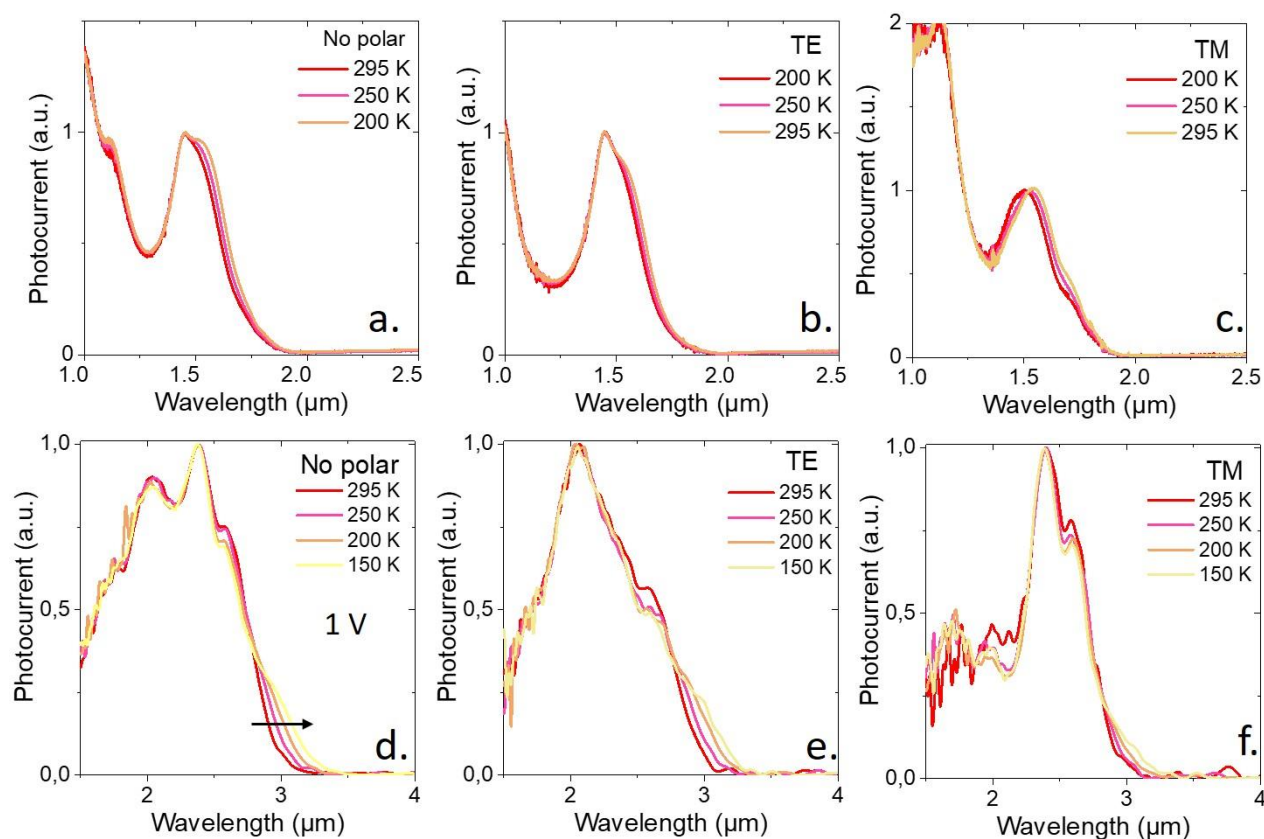 No polar
295 K
250 K
200 K
1
0
1.0
1.5
2.0
2.5
Photocurrent (a.u.)
Wavelength (µm)
a.
TE
200 K
250 K
295 K
1
0
1.0
1.5
2.0
2.5
Photocurrent (a.u.)
Wavelength (µm)
b.
TM
200 K
250 K
295 K
2
1
0
1.0
1.5
2.0
2.5
Photocurrent (a.u.)
Wavelength (µm)
c.
No polar
295 K
250 K
200 K
150 K
1 V
1,0
0,5
0,0
2
3
4
Photocurrent (a.u.)
Wavelength (µm)
d.
TE
295 K
250 K
200 K
150 K
1,0
0,5
0,0
2
3
4
Photocurrent (a.u.)
Wavelength (µm)
e.
TM
295 K
250 K
200 K
150 K
1,0
0,5
0,0
2
3
4
Photocurrent (a.u.)
Wavelength (µm)
f.